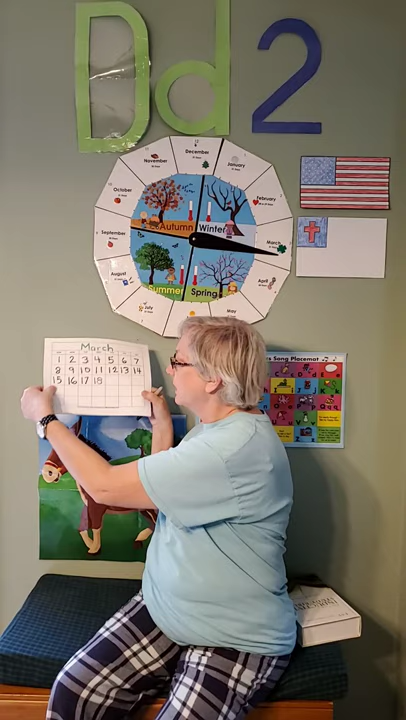 Dd 2
December
January
February
March
April
May
July
August
September
October
November
Autumn Winter
Summer Spring
s Song Placemat
March
1 2 3 4 5 6 7
8 9 10 11 12 13 14
15 16 17 18